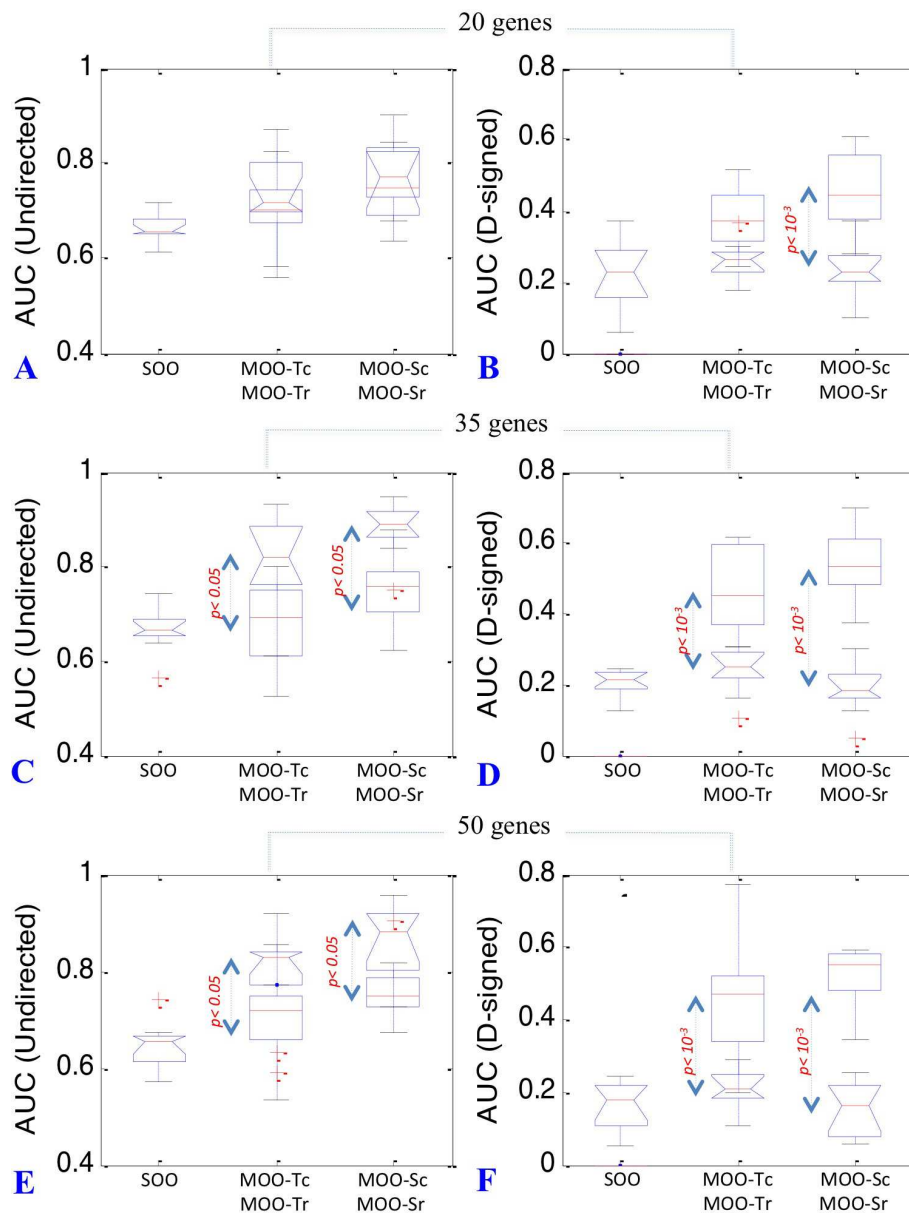 20 genes
1
0.8
0.6
0.4
AUC (Undirected)
A
SOO
MOO-Tc
MOO-Tr
MOO-Sc
MOO-Sr
0.8
0.6
0.4
0.2
0
AUC (D-signed)
B
p< 10⁻³
SOO
MOO-Tc
MOO-Tr
MOO-Sc
MOO-Sr
35 genes
1
0.8
0.6
0.4
AUC (Undirected)
C
p< 0.05
p< 0.05
SOO
MOO-Tc
MOO-Tr
MOO-Sc
MOO-Sr
0.8
0.6
0.4
0.2
0
AUC (D-signed)
D
p< 10⁻³
p< 10⁻³
SOO
MOO-Tc
MOO-Tr
MOO-Sc
MOO-Sr
50 genes
1
0.8
0.6
0.4
AUC (Undirected)
E
p< 0.05
p< 0.05
SOO
MOO-Tc
MOO-Tr
MOO-Sc
MOO-Sr
0.8
0.6
0.4
0.2
0
AUC (D-signed)
F
p< 10⁻³
p< 10⁻³
SOO
MOO-Tc
MOO-Tr
MOO-Sc
MOO-Sr